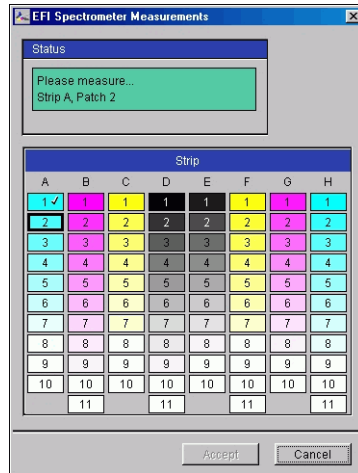 EFI Spectrometer Measurements
Status
Please measure...
Strip A, Patch 2
Strip
A B C D E F G H
1 1 1 1 1 1 1 1
2 2 2 2 2 2 2 2
3 3 3 3 3 3 3 3
4 4 4 4 4 4 4 4
5 5 5 5 5 5 5 5
6 6 6 6 6 6 6 6
7 7 7 7 7 7 7 7
8 8 8 8 8 8 8 8
9 9 9 9 9 9 9 9
10 10 10 10 10 10 10 10
11 11 11 11
Accept Cancel